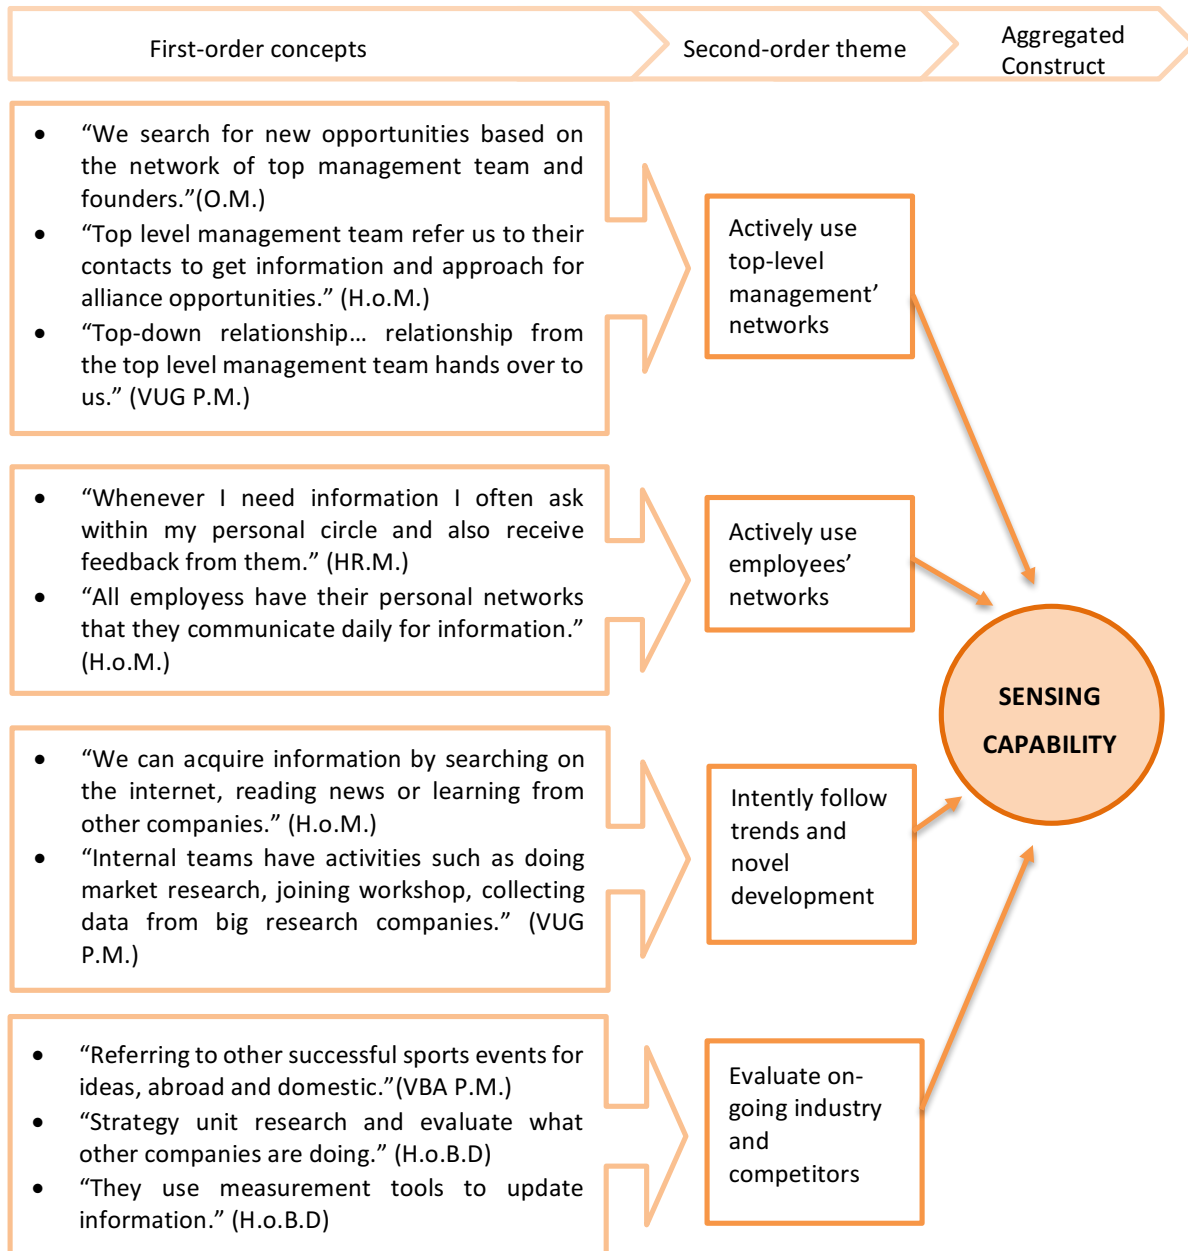 First-order concepts
Second-order theme
Aggregated
Construct
• “We search for new opportunities based on
the network of top management team and
founders.”(O.M.)
• “Top level management team refer us to their
contacts to get information and approach for
alliance opportunities.” (H.o.M.)
• “Top-down relationship… relationship from
the top level management team hands over to
us.” (VUG P.M.)
Actively use
top-level
management’
networks
• “Whenever I need information I often ask
within my personal circle and also receive
feedback from them.” (HR.M.)
• “All employess have their personal networks
that they communicate daily for information.”
(H.o.M.)
Actively use
employees’
networks
SENSING
CAPABILITY
• “We can acquire information by searching on
the internet, reading news or learning from
other companies.” (H.o.M.)
• “Internal teams have activities such as doing
market research, joining workshop, collecting
data from big research companies.” (VUG
P.M.)
Intently follow
trends and
novel
development
• “Referring to other successful sports events for
ideas, abroad and domestic.”(VBA P.M.)
• “Strategy unit research and evaluate what
other companies are doing.” (H.o.B.D)
• “They use measurement tools to update
information.” (H.o.B.D)
Evaluate on-
going industry
and
competitors